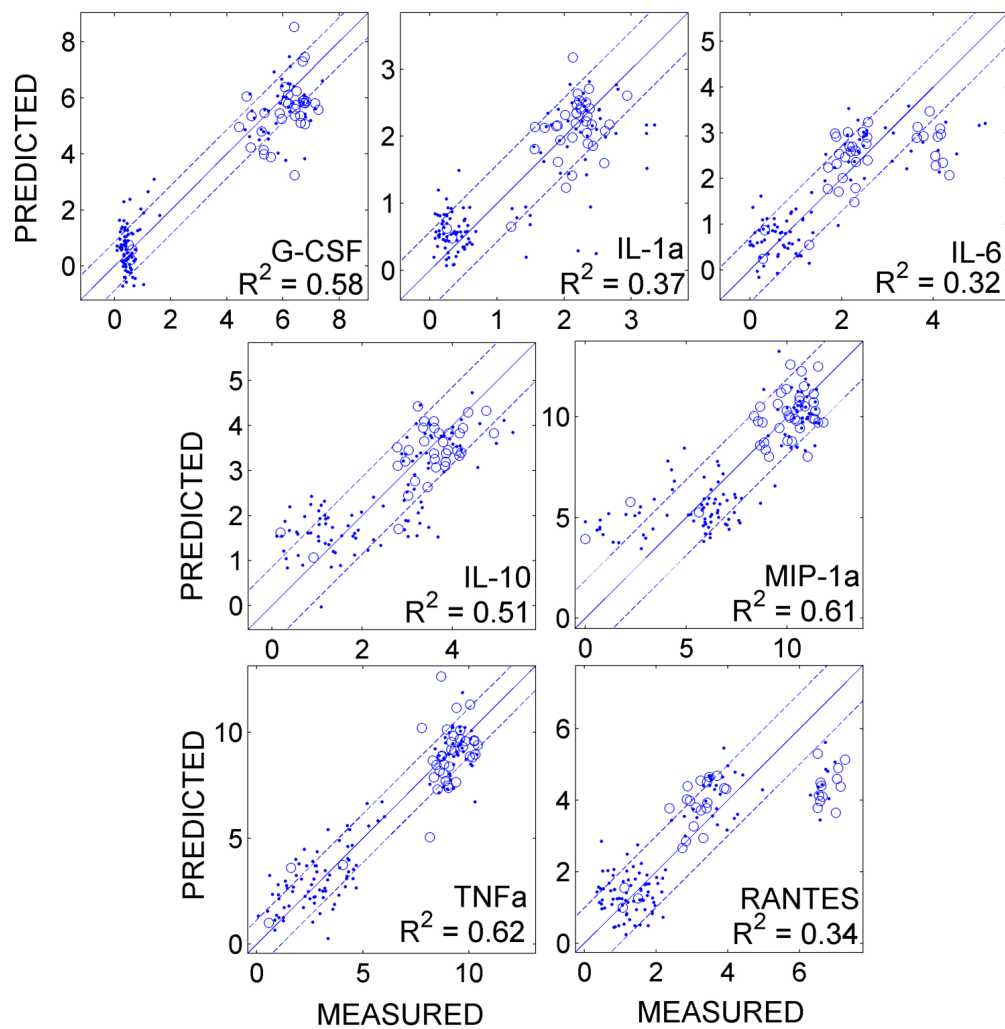 PREDICTED
8
6
4
2
0
G-CSF
R² = 0.58
0 2 4 6 8
3
2
1
0
IL-1a
R² = 0.37
0 1 2 3
5
4
3
2
1
0
IL-6
R² = 0.32
0 2 4
PREDICTED
5
4
3
2
1
0
IL-10
R² = 0.51
0 2 4
10
5
0
MIP-1a
R² = 0.61
0 5 10
PREDICTED
10
5
0
TNFa
R² = 0.62
0 5 10
MEASURED
6
4
2
0
RANTES
R² = 0.34
0 2 4 6
MEASURED